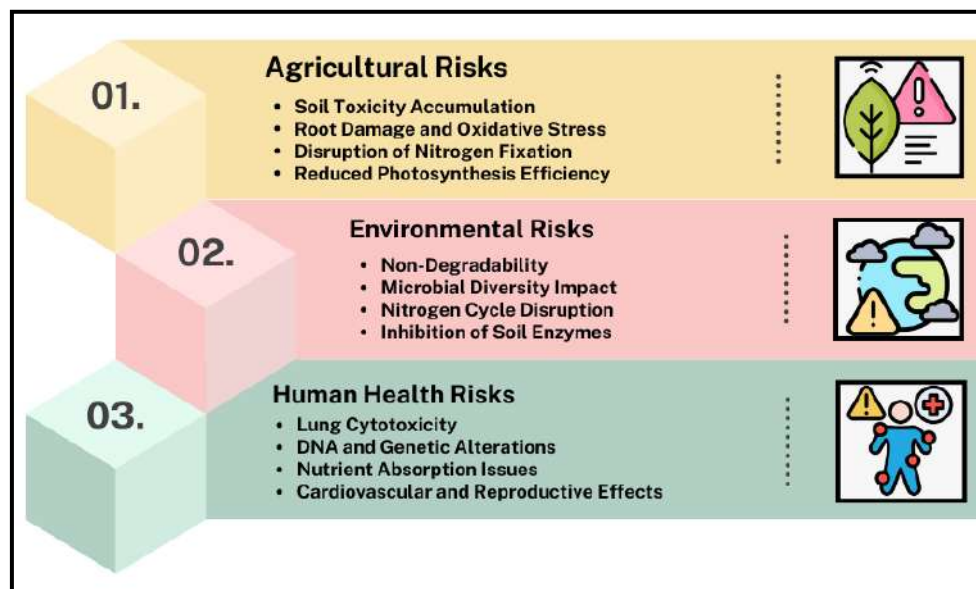 01.
Agricultural Risks
• Soil Toxicity Accumulation
• Root Damage and Oxidative Stress
• Disruption of Nitrogen Fixation
• Reduced Photosynthesis Efficiency
02.
Environmental Risks
• Non-Degradability
• Microbial Diversity Impact
• Nitrogen Cycle Disruption
• Inhibition of Soil Enzymes
03.
Human Health Risks
• Lung Cytotoxicity
• DNA and Genetic Alterations
• Nutrient Absorption Issues
• Cardiovascular and Reproductive Effects